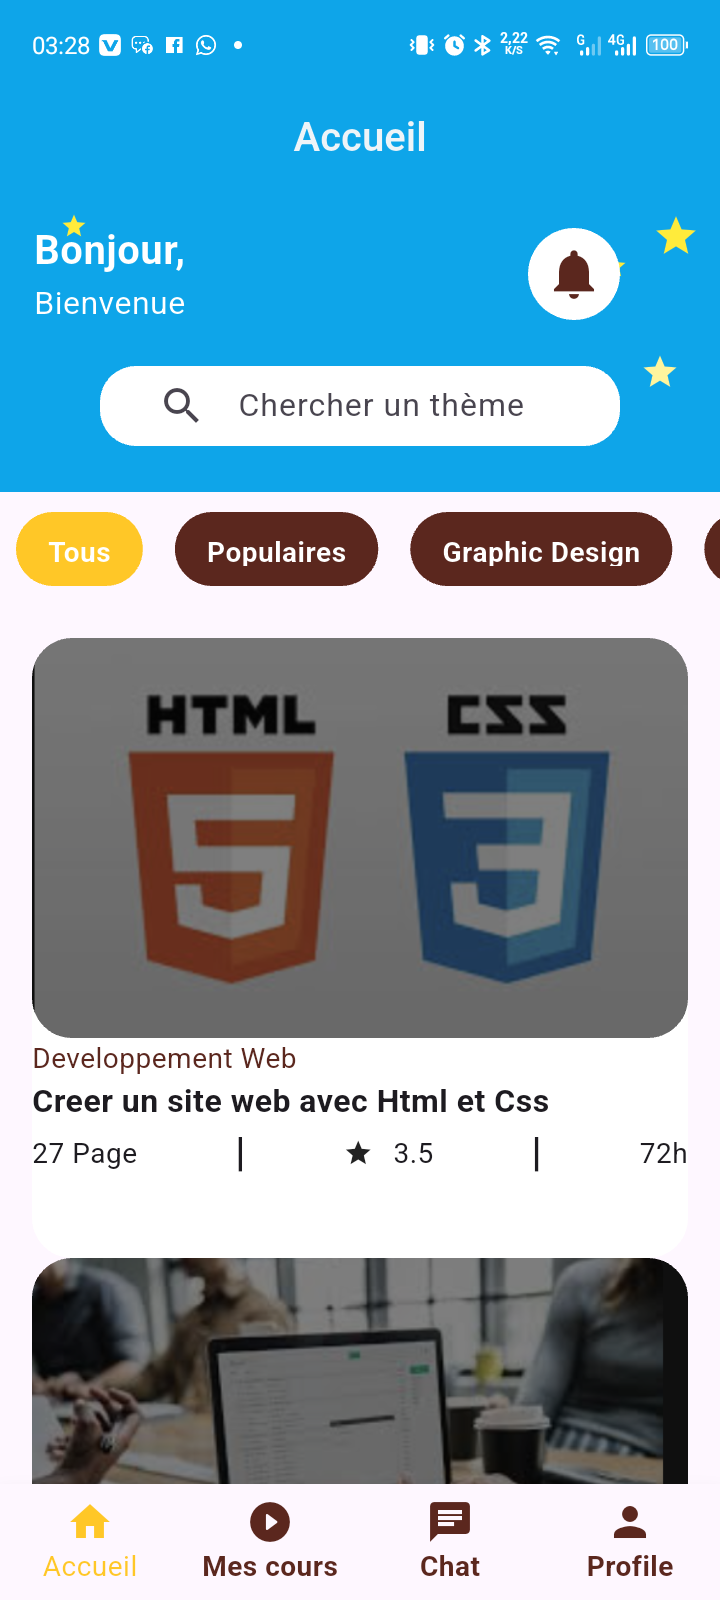 03:28 2,22 K/S G 4G 100
Accueil
Bonjour,
Bienvenue
Chercher un thème
Tous Populaires Graphic Design
HTML CSS
5 3
Developpement Web
Creer un site web avec Html et Css
27 Page | 3.5 | 72h
Accueil Mes cours Chat Profile